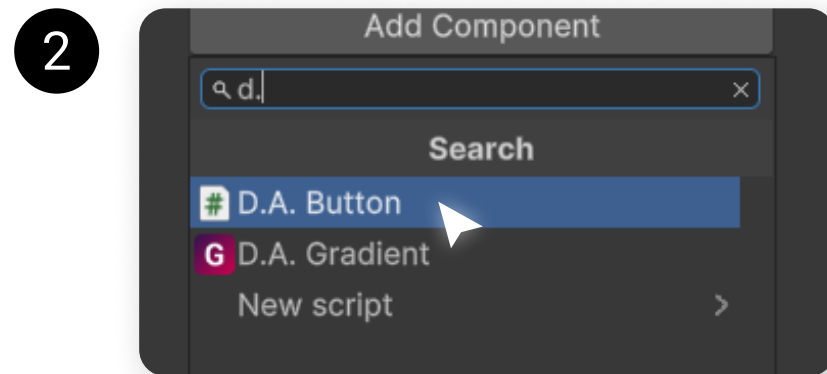 2
Add Component
d.
Search
# D.A. Button
G D.A. Gradient
New script